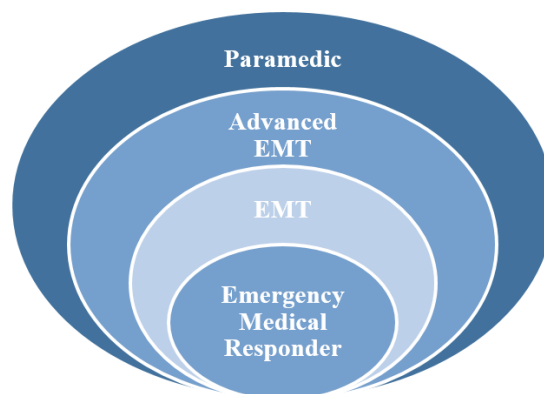 Paramedic
Advanced
EMT
EMT
Emergency
Medical
Responder